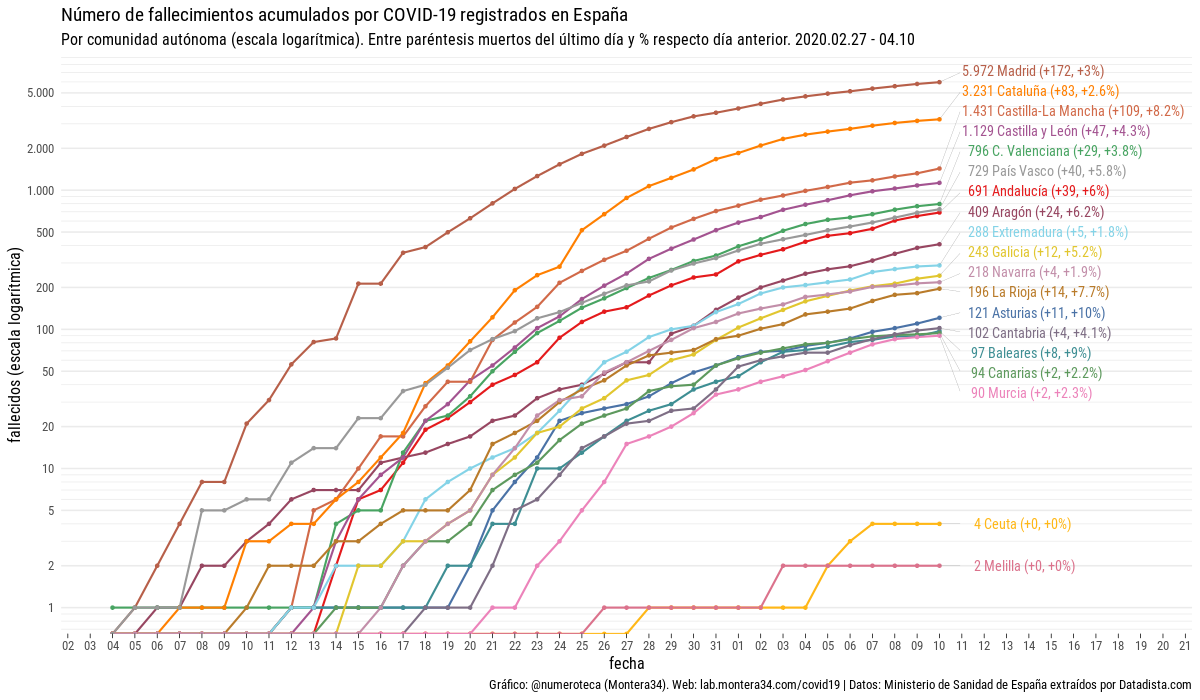 Número de fallecimientos acumulados por COVID-19 registrados en España
Por comunidad autónoma (escala logarítmica). Entre paréntesis muertos del último día y % respecto día anterior. 2020.02.27 - 04.10
fallecidos (escala logarítmica)
5.000
2.000
1.000
500
200
100
50
20
10
5
2
1
5.972 Madrid (+172, +3%)
3.231 Cataluña (+83, +2.6%)
1.431 Castilla-La Mancha (+109, +8.2%)
1.129 Castilla y León (+47, +4.3%)
796 C. Valenciana (+29, +3.8%)
729 País Vasco (+40, +5.8%)
691 Andalucía (+39, +6%)
409 Aragón (+24, +6.2%)
288 Extremadura (+5, +1.8%)
243 Galicia (+12, +5.2%)
218 Navarra (+4, +1.9%)
196 La Rioja (+14, +7.7%)
121 Asturias (+11, +10%)
102 Cantabria (+4, +4.1%)
97 Baleares (+8, +9%)
94 Canarias (+2, +2.2%)
90 Murcia (+2, +2.3%)
4 Ceuta (+0, +0%)
2 Melilla (+0, +0%)
02 03 04 05 06 07 08 09 10 11 12 13 14 15 16 17 18 19 20 21 22 23 24 25 26 27 28 29 30 31 01 02 03 04 05 06 07 08 09 10 11 12 13 14 15 16 17 18 19 20 21
fecha
Gráfico: @numeroteca (Montera34). Web: lab.montera34.com/covid19 | Datos: Ministerio de Sanidad de España extraídos por Datadista.com